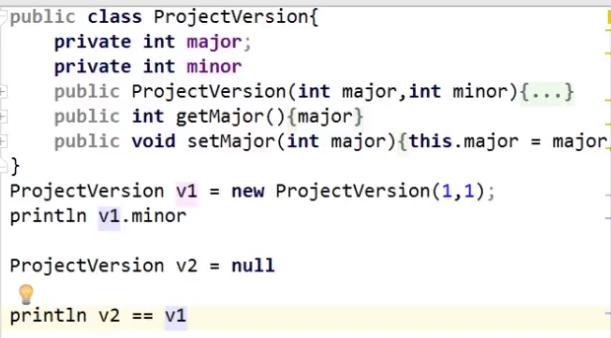 public class ProjectVersion{
    private int major;
    private int minor
    public ProjectVersion(int major,int minor){...}
    public int getMajor(){major}
    public void setMajor(int major){this.major = major
}
ProjectVersion v1 = new ProjectVersion(1,1);
println v1.minor
ProjectVersion v2 = null
println v2 == v1